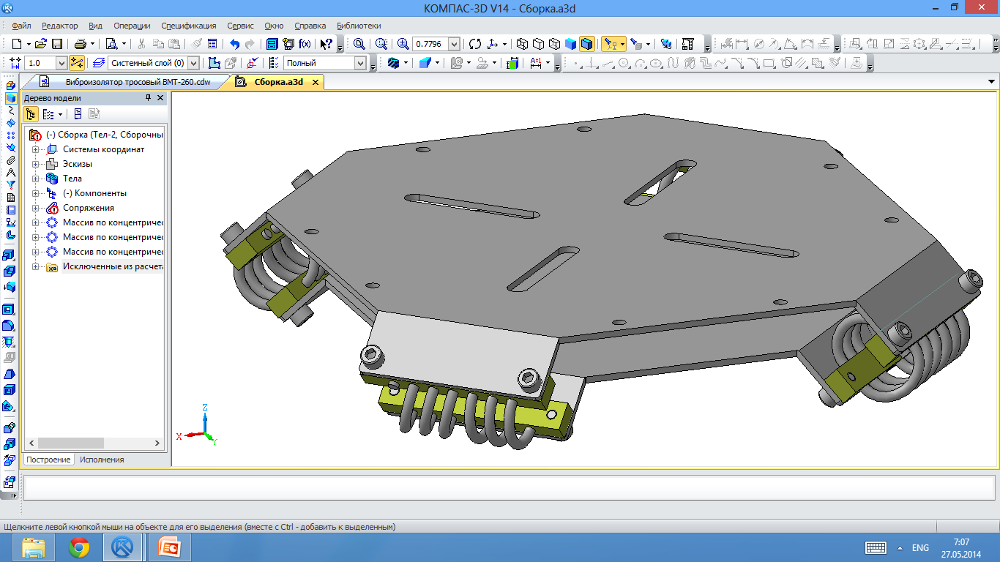 КОМПАС-3D V14 - Сборка.a3d
Файл Редактор Вид Операции Спецификация Сервис Окно Справка Библиотеки
f(x) 0.7796
1.0 Системный слой (0) Полный
Виброизолятор тросовый ВМТ-260.cdw Сборка.a3d
Дерево модели
(-) Сборка (Тел-2, Сборочны
Системы координат
Эскизы
Тела
(-) Компоненты
Сопряжения
Массив по концентричес
Массив по концентричес
Массив по концентричес
Исключенные из расчета
Z
X
Y
Построение Исполнения
Щелкните левой кнопкой мыши на объекте для его выделения (вместе с Ctrl - добавить к выделенным)
ENG
7:07
27.05.2014